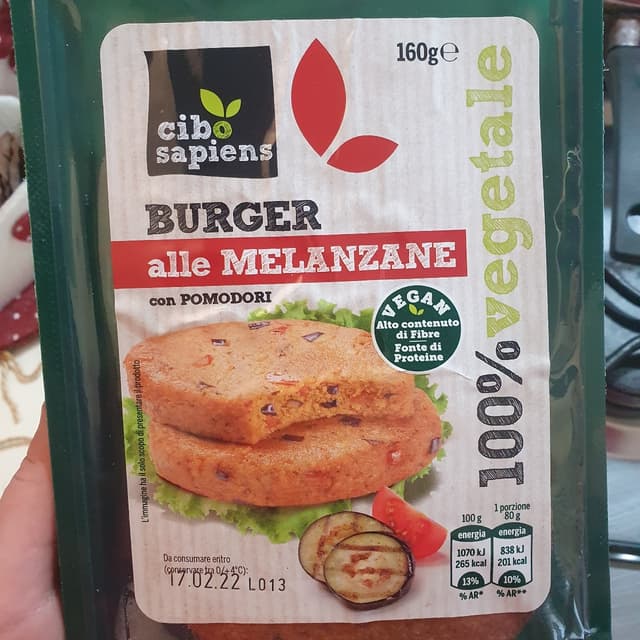 160g℮
cibo
sapiens
BURGER
alle MELANZANE
con POMODORI
100% vegetale
VEGAN
Alto contenuto
di Fibre
Fonte di
Proteine
L'immagine ha il solo scopo di presentare il prodotto
Da consumare entro
(conservare fra 0/+4°C):
17.02.22 L013
100 g
energia
1070 kJ
265 kcal
13%
% AR*
1 porzione
80 g
energia
838 kJ
201 kcal
10%
% AR**